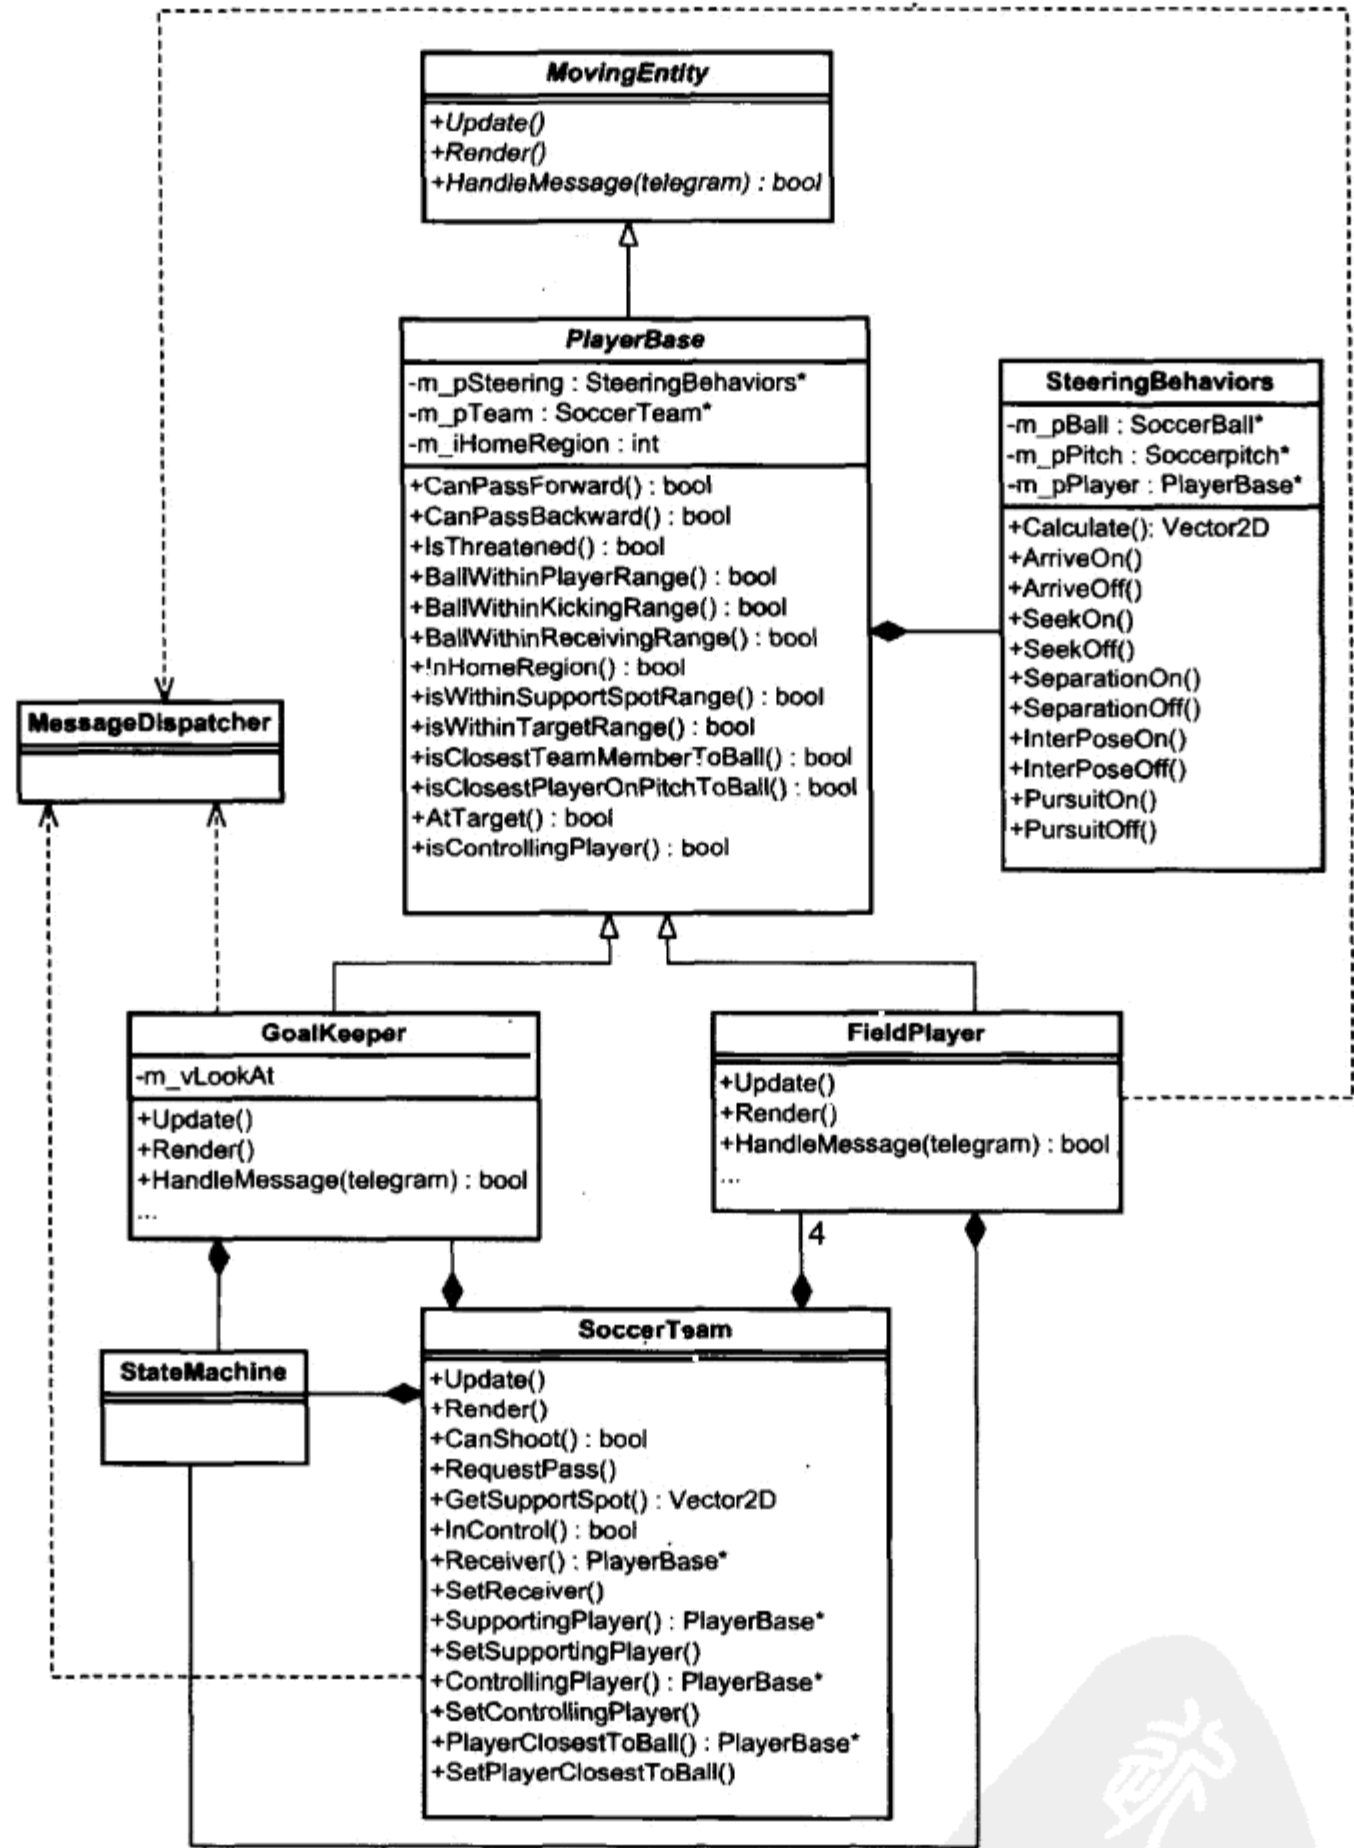 MovingEntity
+Update()
+Render()
+HandleMessage(telegram) : bool
PlayerBase
-m_pSteering : SteeringBehaviors*
-m_pTeam : SoccerTeam*
-m_iHomeRegion : int
+CanPassForward() : bool
+CanPassBackward() : bool
+IsThreatened() : bool
+BallWithinPlayerRange() : bool
+BallWithinKickingRange() : bool
+BallWithinReceivingRange() : bool
+InHomeRegion() : bool
+isWithinSupportSpotRange() : bool
+isWithinTargetRange() : bool
+isClosestTeamMemberToBall() : bool
+isClosestPlayerOnPitchToBall() : bool
+AtTarget() : bool
+isControllingPlayer() : bool
SteeringBehaviors
-m_pBall : SoccerBall*
-m_pPitch : Soccerpitch*
-m_pPlayer : PlayerBase*
+Calculate(): Vector2D
+ArriveOn()
+ArriveOff()
+SeekOn()
+SeekOff()
+SeparationOn()
+SeparationOff()
+InterPoseOn()
+InterPoseOff()
+PursuitOn()
+PursuitOff()
MessageDispatcher
GoalKeeper
-m_vLookAt
+Update()
+Render()
+HandleMessage(telegram) : bool
...
FieldPlayer
+Update()
+Render()
+HandleMessage(telegram) : bool
...
4
StateMachine
SoccerTeam
+Update()
+Render()
+CanShoot() : bool
+RequestPass()
+GetSupportSpot() : Vector2D
+InControl() : bool
+Receiver() : PlayerBase*
+SetReceiver()
+SupportingPlayer() : PlayerBase*
+SetSupportingPlayer()
+ControllingPlayer() : PlayerBase*
+SetControllingPlayer()
+PlayerClosestToBall() : PlayerBase*
+SetPlayerClosestToBall()